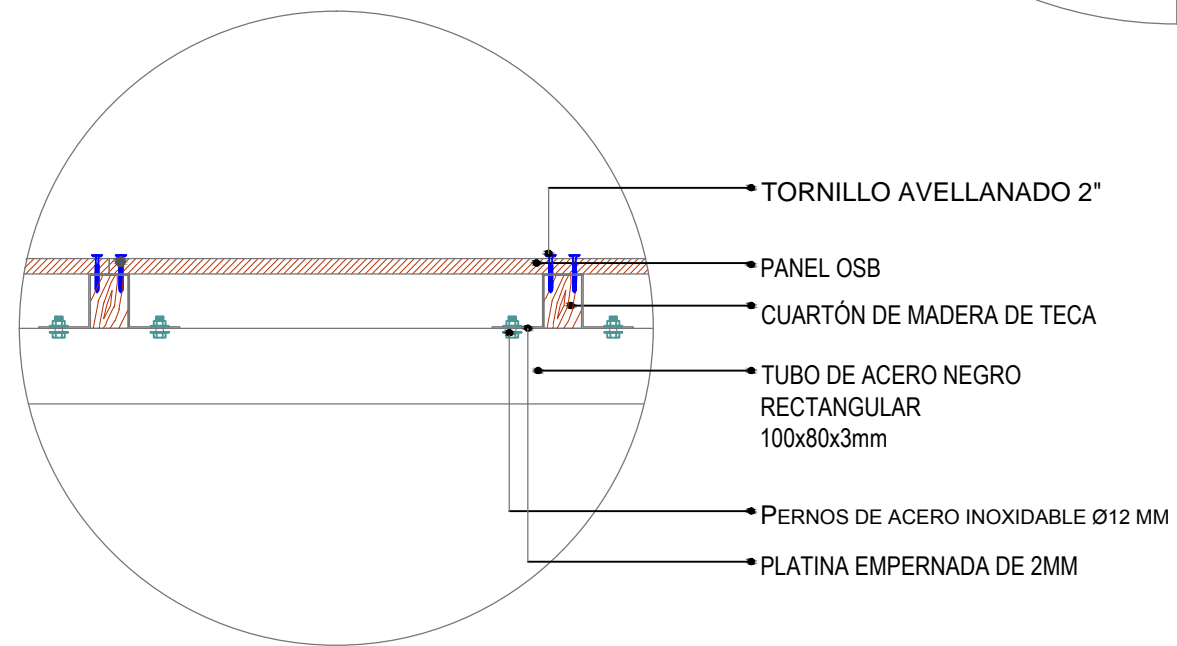 TORNILLO AVELLANADO 2"
PANEL OSB
CUARTÓN DE MADERA DE TECA
TUBO DE ACERO NEGRO
RECTANGULAR
100x80x3mm
PERNOS DE ACERO INOXIDABLE Ø12 MM
PLATINA EMPERNADA DE 2MM